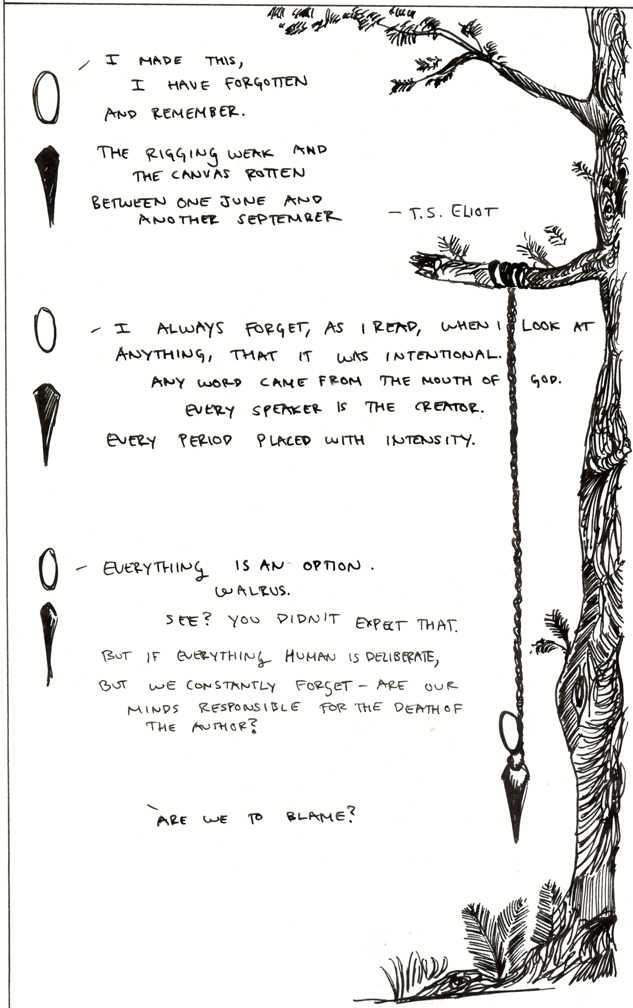 I MADE THIS,
I HAVE FORGOTTEN
AND REMEMBER.
THE RIGGING WEAK AND
THE CANVAS ROTTEN
BETWEEN ONE JUNE AND
ANOTHER SEPTEMBER
— T.S. ELIOT
I ALWAYS FORGET, AS I READ, WHEN I LOOK AT
ANYTHING, THAT IT WAS INTENTIONAL.
ANY WORD CAME FROM THE MOUTH OF GOD.
EVERY SPEAKER IS THE CREATOR.
EVERY PERIOD PLACED WITH INTENSITY.
EVERYTHING IS AN OPTION.
WALRUS.
SEE? YOU DIDN'T EXPECT THAT.
BUT IF EVERYTHING HUMAN IS DELIBERATE,
BUT WE CONSTANTLY FORGET – ARE OUR
MINDS RESPONSIBLE FOR THE DEATH OF
THE AUTHOR?
ARE WE TO BLAME?